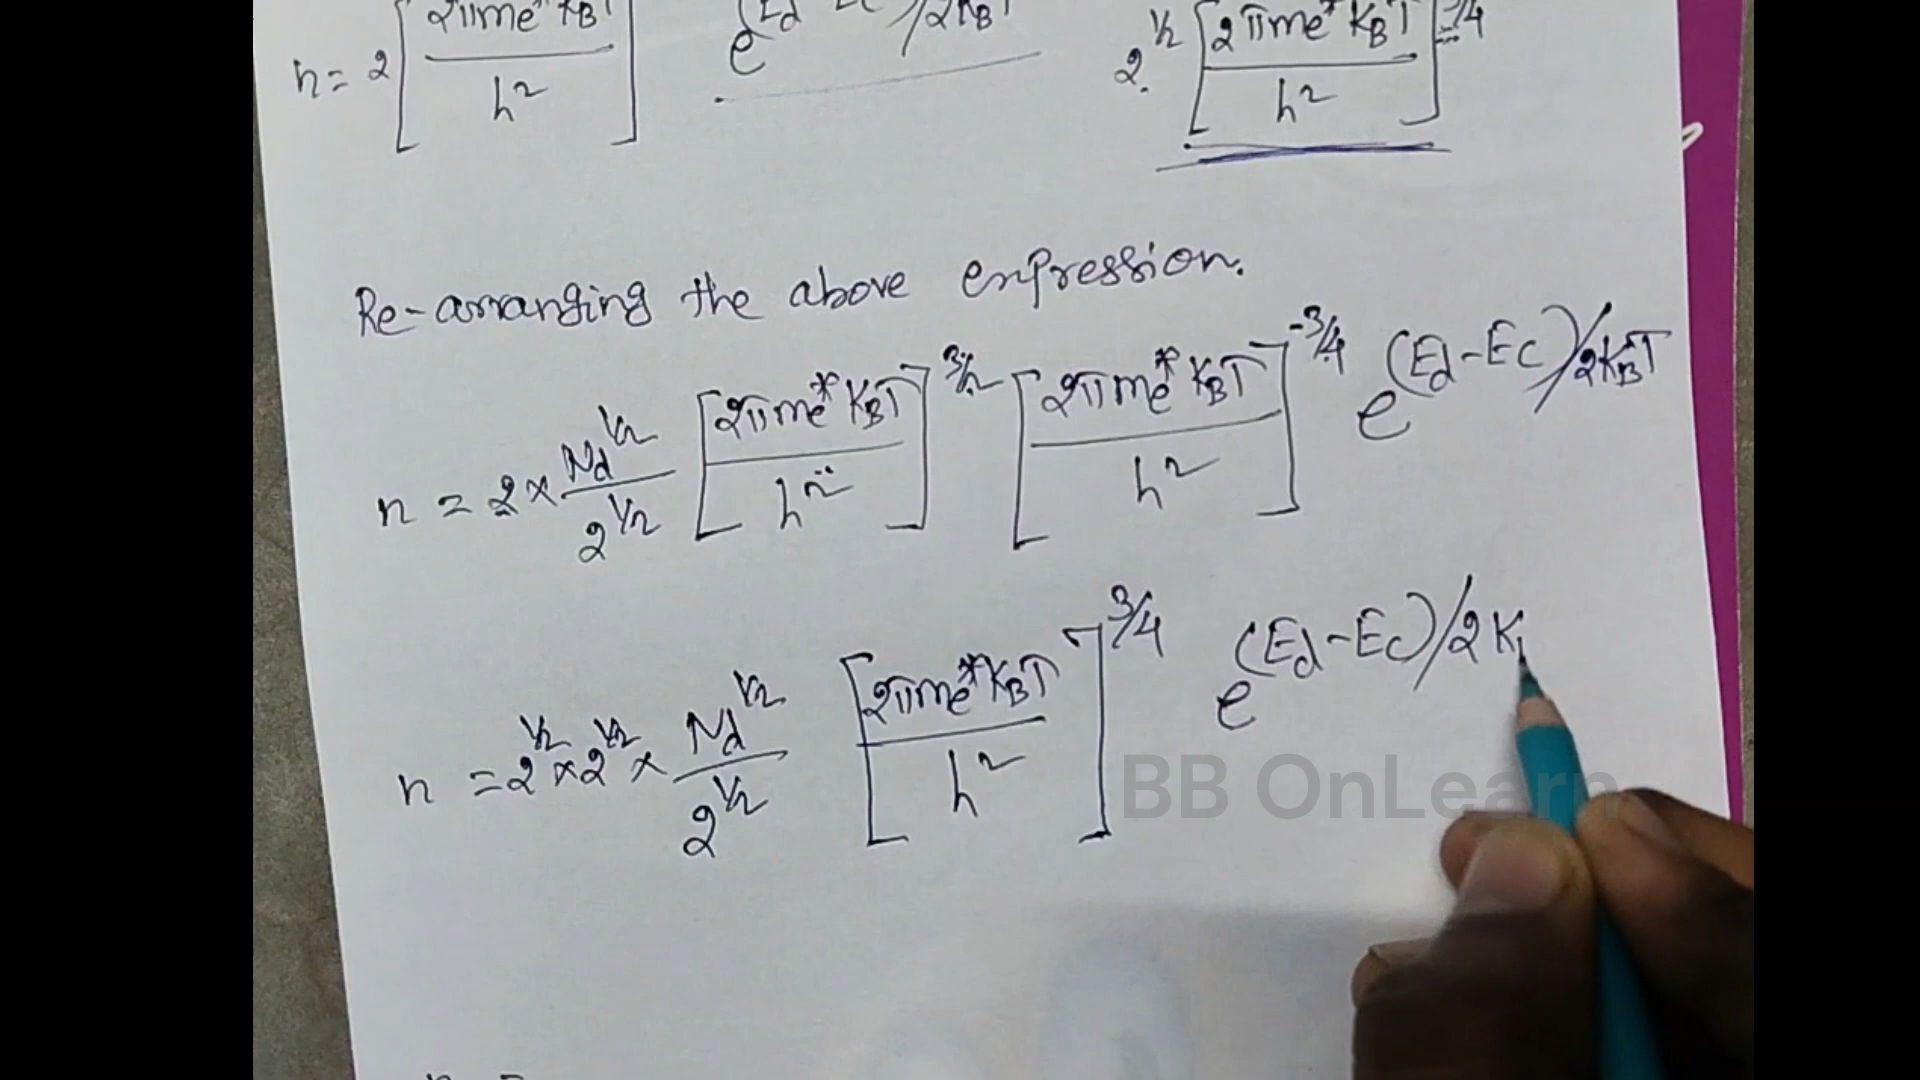 n = 2 [2πme* KBT / h²] e^(Ed-Ec)/2KBT 2^1/2 [2πme* KBT / h²]^3/4
Re-arranging the above expression.
n = 2 × Nd^1/2 / 2^1/2 [2πme* KBT / h²]^3/2 [2πme* KBT / h²]^-3/4 e^(Ed-Ec)/2KBT
n = 2^1/2 × 2^1/2 × Nd^1/2 / 2^1/2 [2πme* KBT / h²]^3/4 e^(Ed-Ec)/2K
BB OnLearn